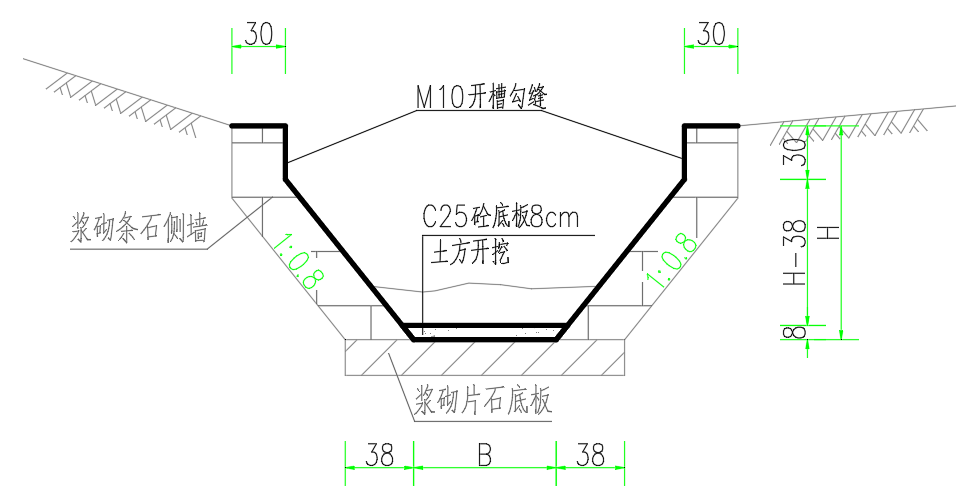 30
30
M10开槽勾缝
30
浆砌条石侧墙
C25砼底板8cm
土方开挖
1:0.8
1:0.8
H-38
H
8
浆砌片石底板
38
B
38